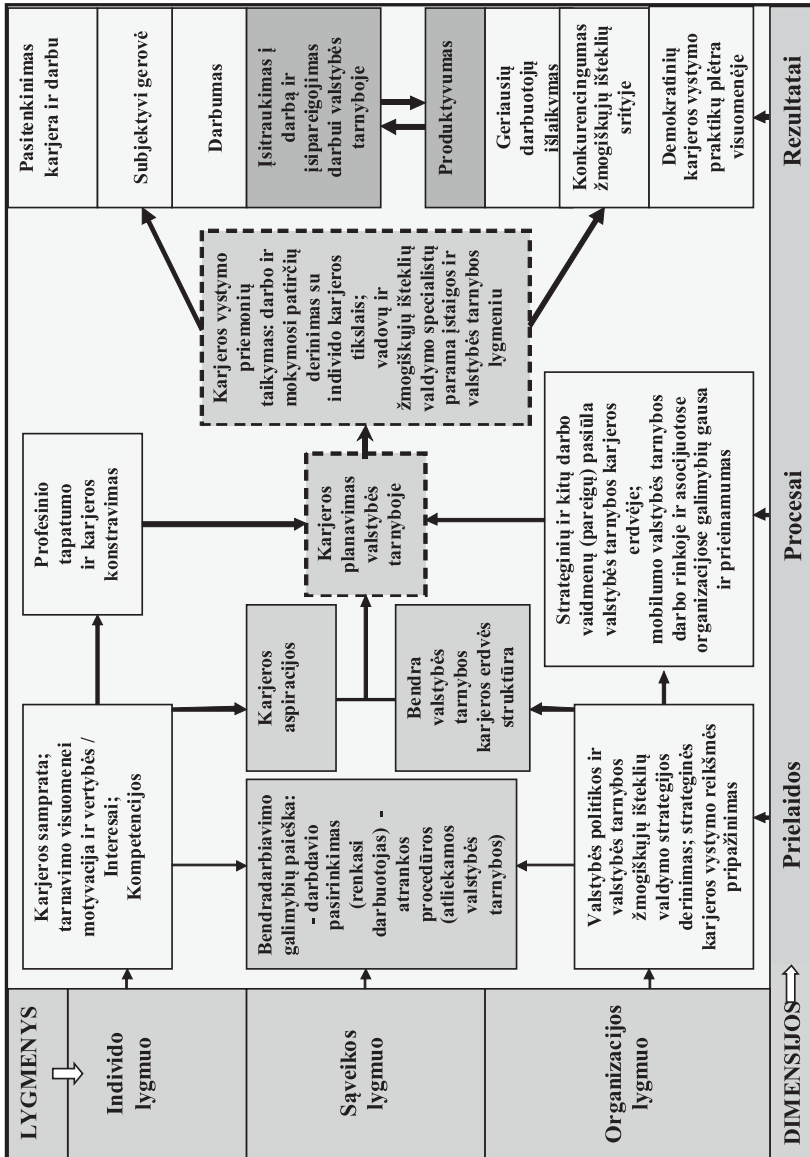 LYGMENYS
Individo
lygmuo
Sąveikos
lygmuo
Organizacijos
lygmuo
DIMENSIJOS
Karjeros samprata;
tarnavimo visuomenei
motyvacija ir vertybės /
Interesai;
Kompetencijos
Bendradarbiavimo
galimybių paieška:
- darbdavio
pasirinkimas
(renkasi
darbuotojas) -
atrankos
procedūros
(atliekamos
valstybės
tarnybos)
Valstybės politikos ir
valstybės tarnybos
žmogiškųjų išteklių
valdymo strategijos
derinimas; strateginės
karjeros vystymo reikšmės
pripažinimas
Prielaidos
Profesinio
tapatumo
ir karjeros
konstravimas
Karjeros
aspiracijos
Bendra
valstybės
tarnybos
karjeros erdvės
struktūra
Karjeros
planavimas
valstybės
tarnyboje
Strateginių ir kitų darbo
vaidmenų (pareigų) pasiūla
valstybės tarnybos karjeros
erdvėje;
mobilumo valstybės tarnybos
darbo rinkoje ir asocijuotose
organizacijose galimybių gausa
ir prieinamumas
Procesai
Karjeros vystymo
priemonių
taikymas: darbo ir
mokymosi patirčių
derinimas su
individo karjeros
tikslais;
vadovų ir
žmogiškųjų išteklių
valdymo specialistų
parama įstaigos ir
valstybės tarnybos
lygmeniu
Pasitenkinimas
karjera ir darbu
Subjektyvi gerovė
Darbumas
Įsitraukimas į
darbą ir
įsipareigojimas
darbui valstybės
tarnyboje
Produktyvumas
Geriausių
darbuotojų
išlaikymas
Konkurencingumas
žmogiškųjų išteklių
srityje
Demokratinių
karjeros vystymo
praktikų plėtra
visuomenėje
Rezultatai